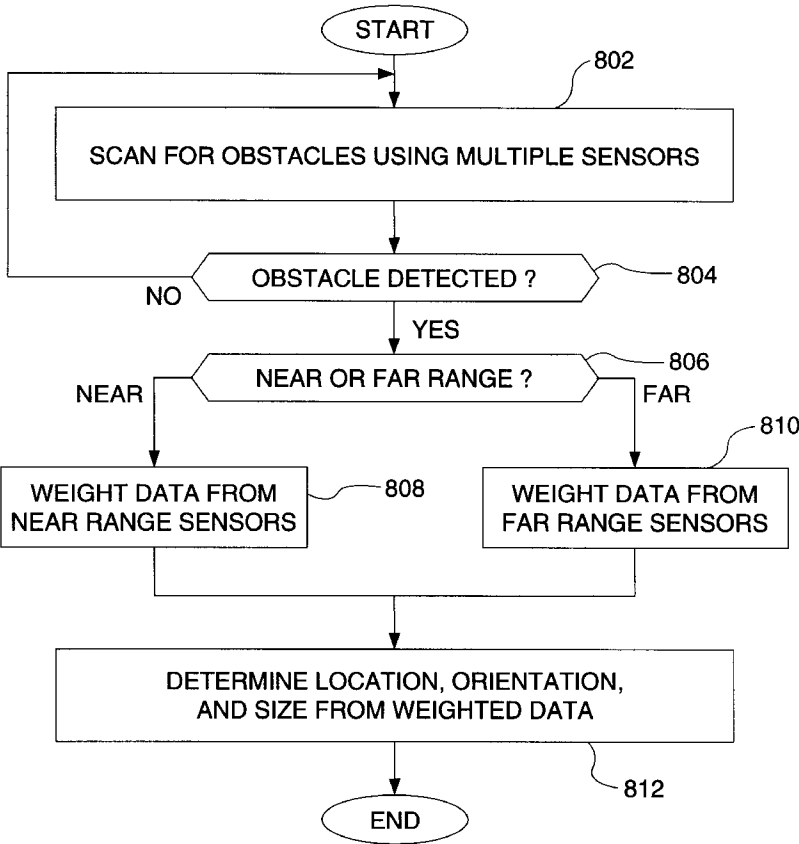 START
802
SCAN FOR OBSTACLES USING MULTIPLE SENSORS
OBSTACLE DETECTED ?
804
NO
YES
806
NEAR OR FAR RANGE ?
NEAR
FAR
810
WEIGHT DATA FROM
NEAR RANGE SENSORS
808
WEIGHT DATA FROM
FAR RANGE SENSORS
DETERMINE LOCATION, ORIENTATION,
AND SIZE FROM WEIGHTED DATA
812
END